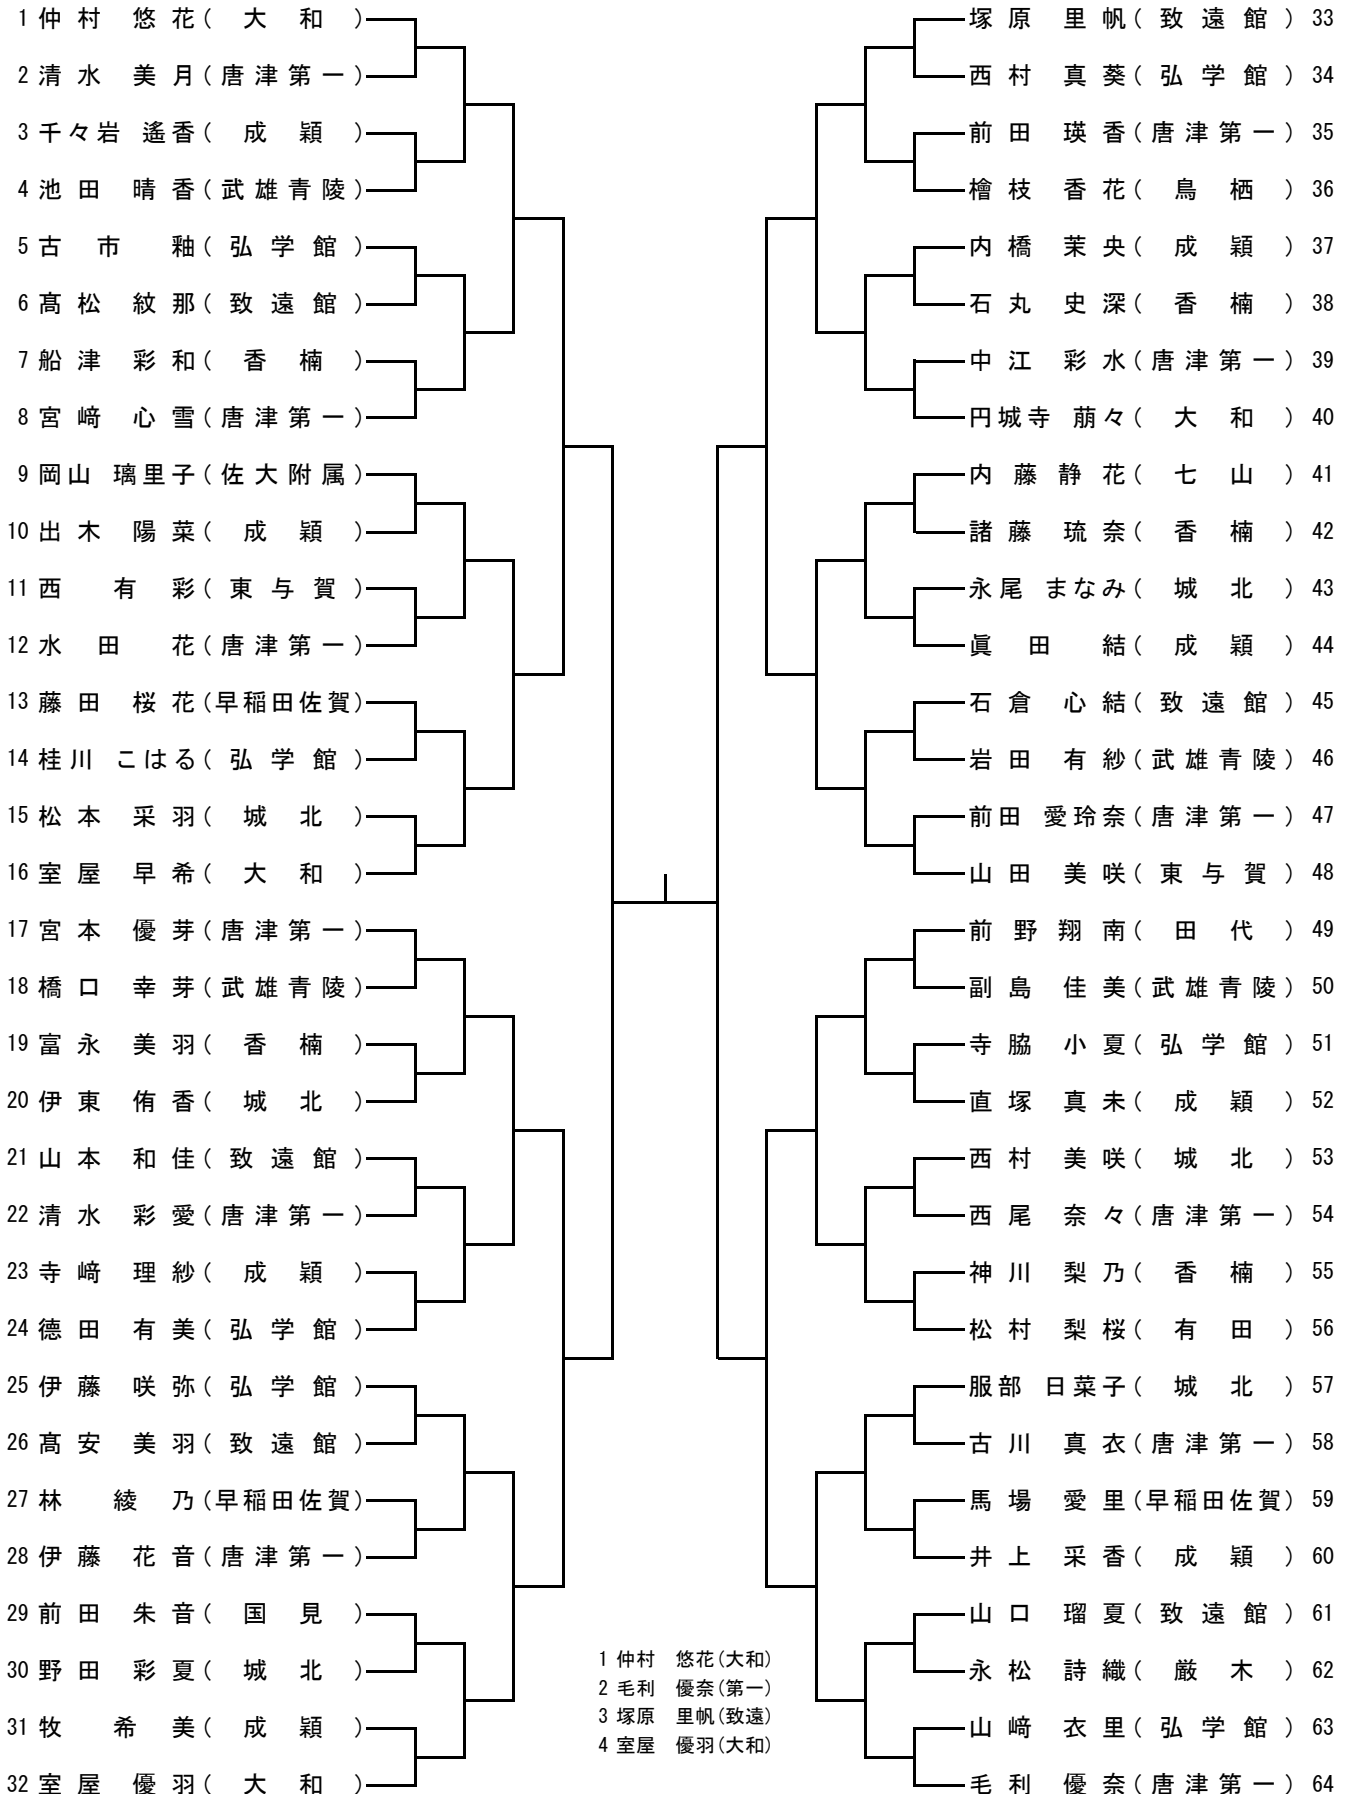 1 仲村 悠花(大和)
2 清水 美月(唐津第一)
3 千々岩 遙香(成穎)
4 池田 晴香(武雄青陵)
5 古市 釉(弘学館)
6 髙松 紋那(致遠館)
7 船津 彩和(香楠)
8 宮﨑 心雪(唐津第一)
9 岡山 璃里子(佐大附属)
10 出木 陽菜(成穎)
11 西 有彩(東与賀)
12 水田 花(唐津第一)
13 藤田 桜花(早稲田佐賀)
14 桂川 こはる(弘学館)
15 松本 采羽(城北)
16 室屋 早希(大和)
17 宮本 優芽(唐津第一)
18 橋口 幸芽(武雄青陵)
19 富永 美羽(香楠)
20 伊東 侑香(城北)
21 山本 和佳(致遠館)
22 清水 彩愛(唐津第一)
23 寺﨑 理紗(成穎)
24 德田 有美(弘学館)
25 伊藤 咲弥(弘学館)
26 髙安 美羽(致遠館)
27 林 綾乃(早稲田佐賀)
28 伊藤 花音(唐津第一)
29 前田 朱音(国見)
30 野田 彩夏(城北)
31 牧 希美(成穎)
32 室屋 優羽(大和)
1 仲村 悠花(大和)
2 毛利 優奈(第一)
3 塚原 里帆(致遠)
4 室屋 優羽(大和)
塚原 里帆(致遠館) 33
西村 真葵(弘学館) 34
前田 瑛香(唐津第一) 35
檜枝 香花(鳥栖) 36
内橋 茉央(成穎) 37
石丸 史深(香楠) 38
中江 彩水(唐津第一) 39
円城寺 萠々(大和) 40
内藤 静花(七山) 41
諸藤 琉奈(香楠) 42
永尾 まなみ(城北) 43
眞田 結(成穎) 44
石倉 心結(致遠館) 45
岩田 有紗(武雄青陵) 46
前田 愛玲奈(唐津第一) 47
山田 美咲(東与賀) 48
前野 翔南(田代) 49
副島 佳美(武雄青陵) 50
寺脇 小夏(弘学館) 51
直塚 真未(成穎) 52
西村 美咲(城北) 53
西尾 奈々(唐津第一) 54
神川 梨乃(香楠) 55
松村 梨桜(有田) 56
服部 日菜子(城北) 57
古川 真衣(唐津第一) 58
馬場 愛里(早稲田佐賀) 59
井上 采香(成穎) 60
山口 瑠夏(致遠館) 61
永松 詩織(厳木) 62
山﨑 衣里(弘学館) 63
毛利 優奈(唐津第一) 64